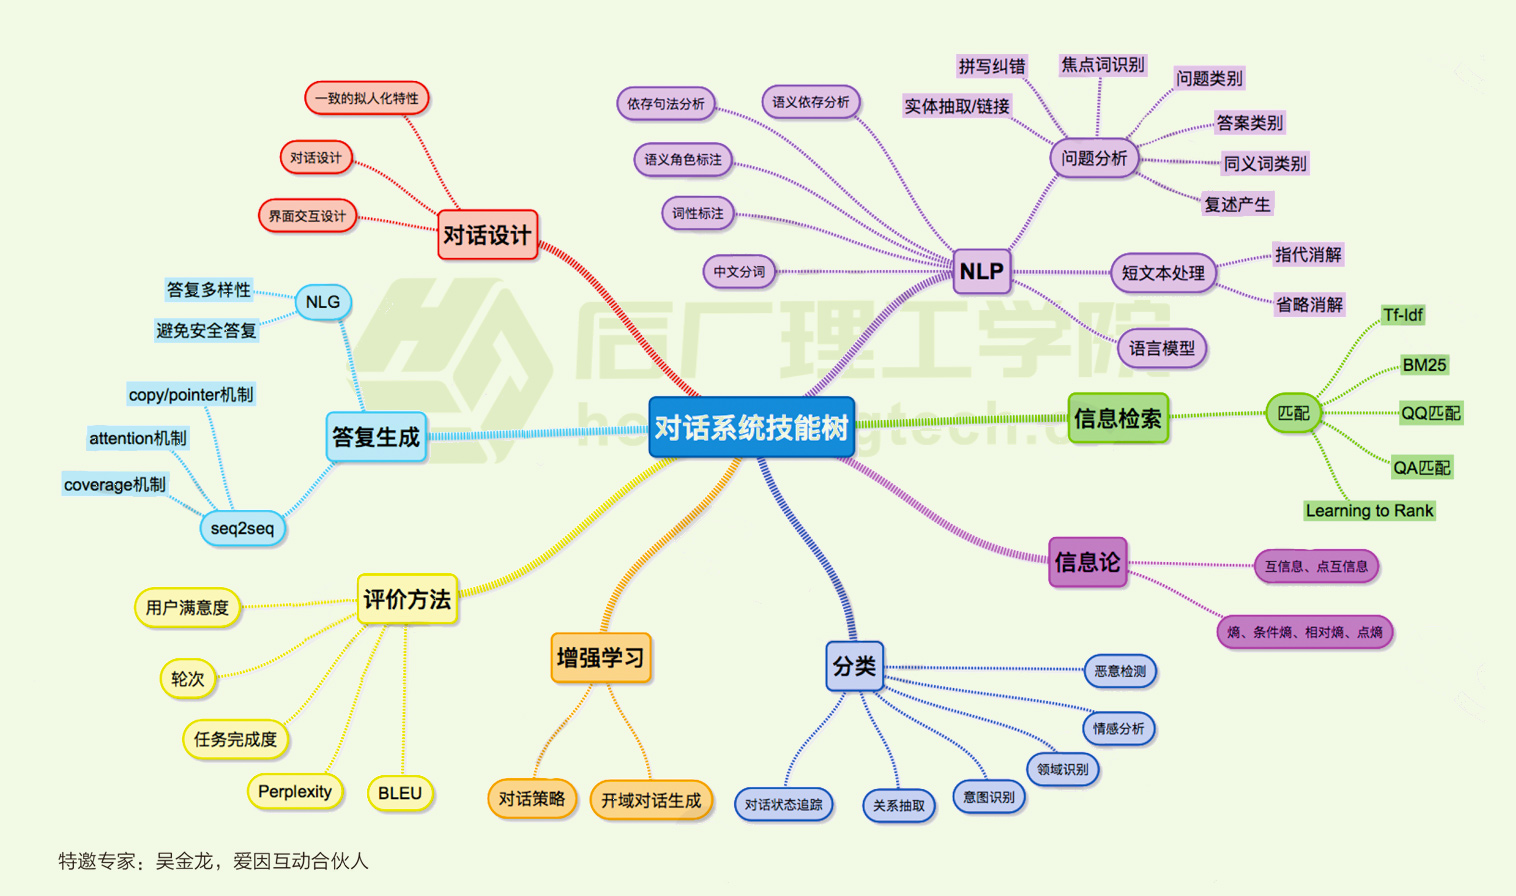 对话系统技能树
对话设计
一致的拟人化特性
对话设计
界面交互设计
NLP
依存句法分析
语义依存分析
语义角色标注
词性标注
中文分词
问题分析
拼写纠错
焦点词识别
问题类别
实体抽取/链接
答案类别
同义词类别
复述产生
短文本处理
指代消解
省略消解
语言模型
答复生成
NLG
答复多样性
避免安全答复
seq2seq
copy/pointer机制
attention机制
coverage机制
信息检索
匹配
Tf-Idf
BM25
QQ匹配
QA匹配
Learning to Rank
信息论
互信息、点互信息
熵、条件熵、相对熵、点熵
评价方法
用户满意度
轮次
任务完成度
Perplexity
BLEU
增强学习
对话策略
开域对话生成
分类
恶意检测
情感分析
领域识别
意图识别
关系抽取
对话状态追踪
理工学院
gtech.c
特邀专家：吴金龙，爱因互动合伙人